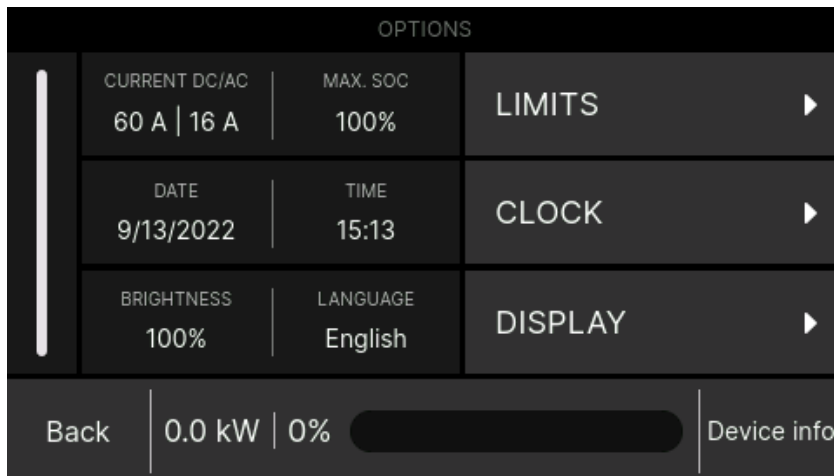 OPTIONS
CURRENT DC/AC
60 A | 16 A
MAX. SOC
100%
LIMITS
DATE
9/13/2022
TIME
15:13
CLOCK
BRIGHTNESS
100%
LANGUAGE
English
DISPLAY
Back
0.0 kW | 0%
Device info